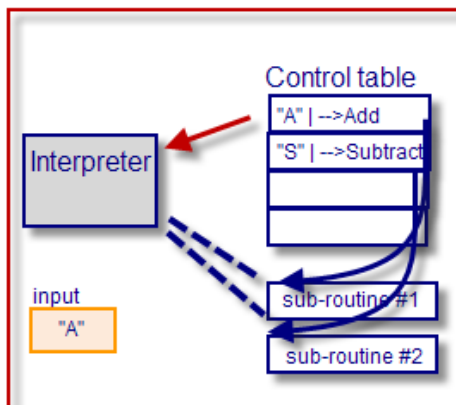 Control table
"A" | -->Add
"S" | -->Subtract
Interpreter
input
"A"
sub-routine #1
sub-routine #2